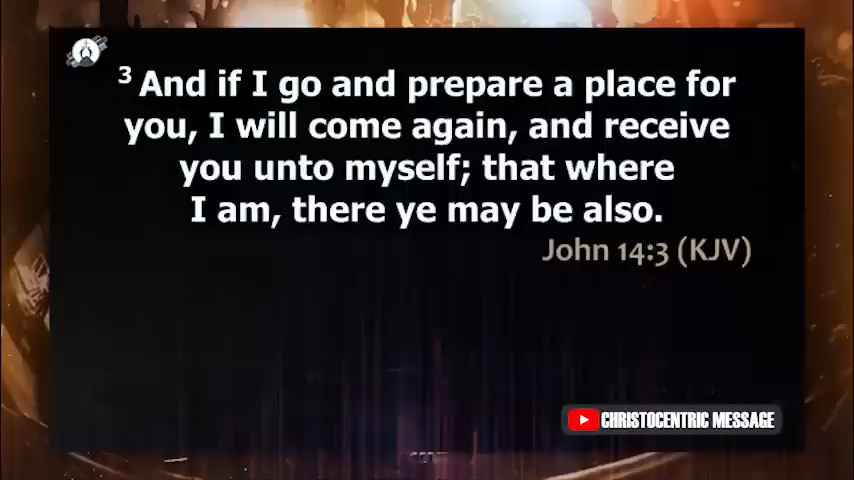 3 And if I go and prepare a place for
you, I will come again, and receive
you unto myself; that where
I am, there ye may be also.
John 14:3 (KJV)
CHRISTOCENTRIC MESSAGE